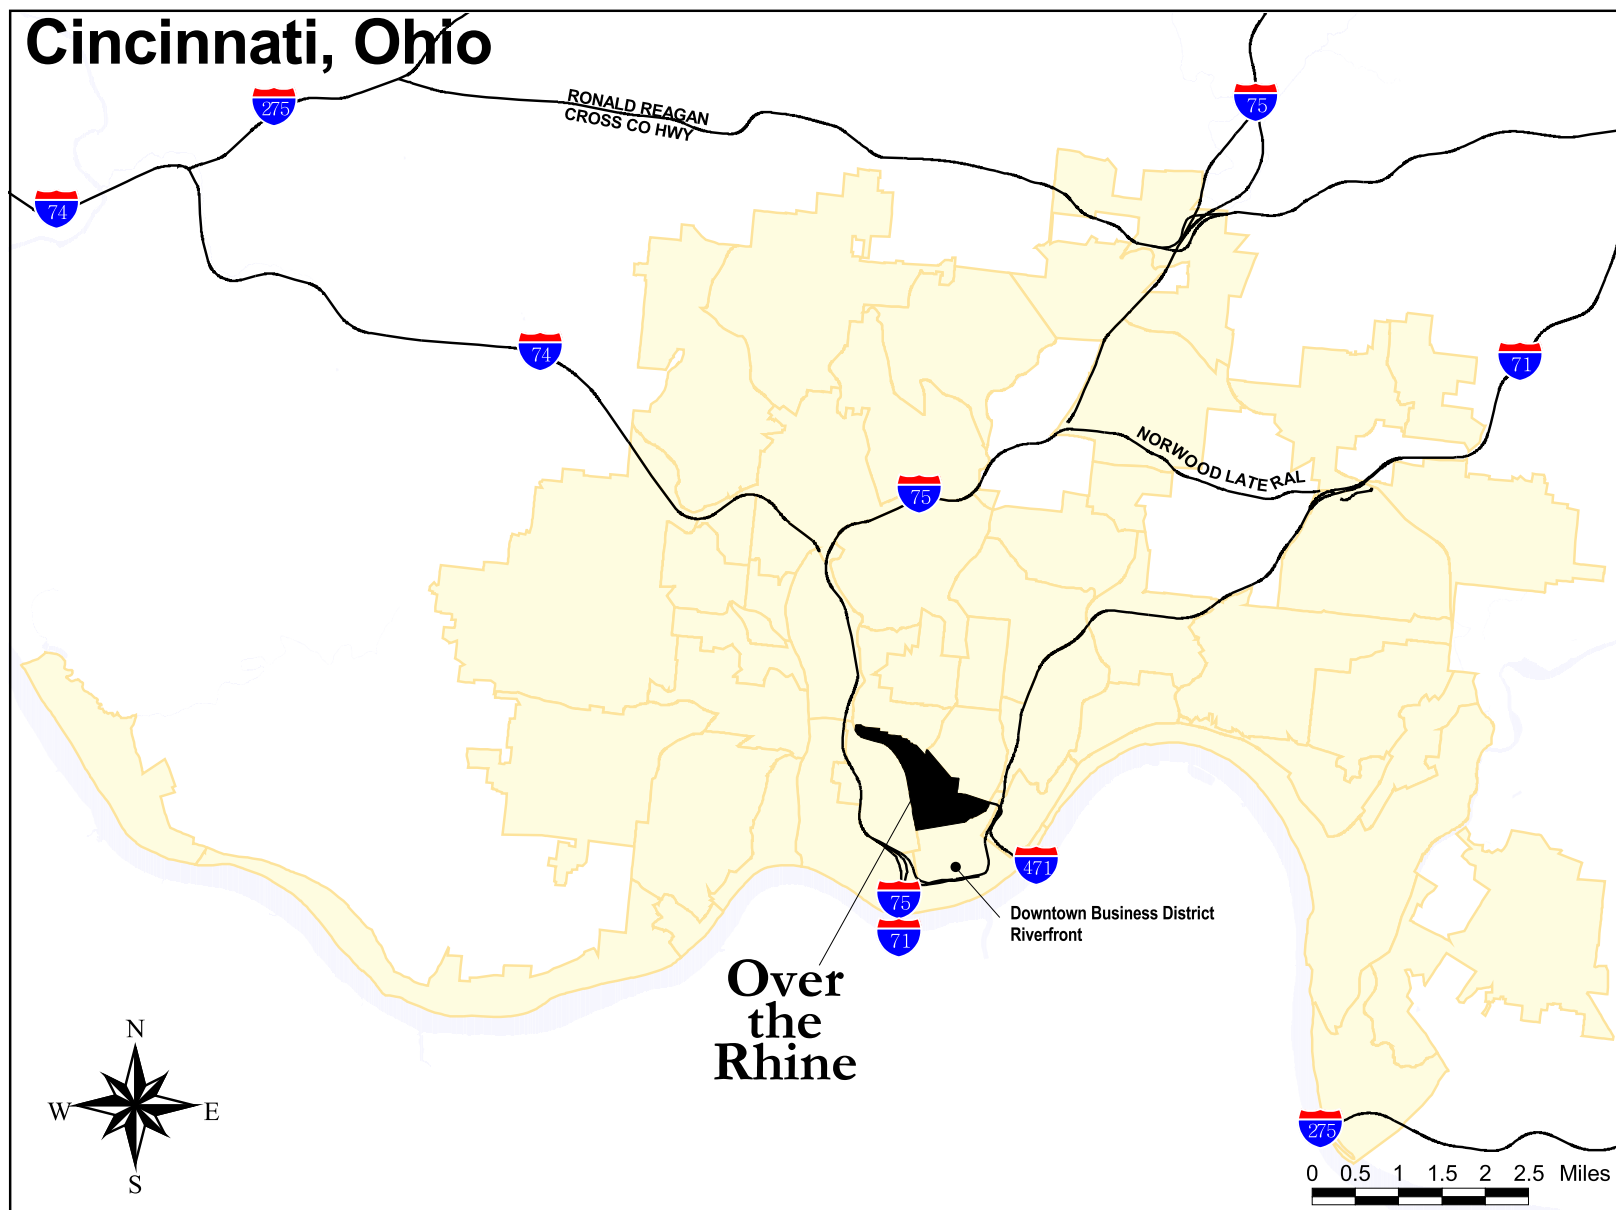 Cincinnati, Ohio
275
RONALD REAGAN
CROSS CO HWY
75
74
74
71
NORWOOD LATERAL
75
471
75
71
Downtown Business District
Riverfront
Over
the
Rhine
N
W E
S
275
0 0.5 1 1.5 2 2.5 Miles